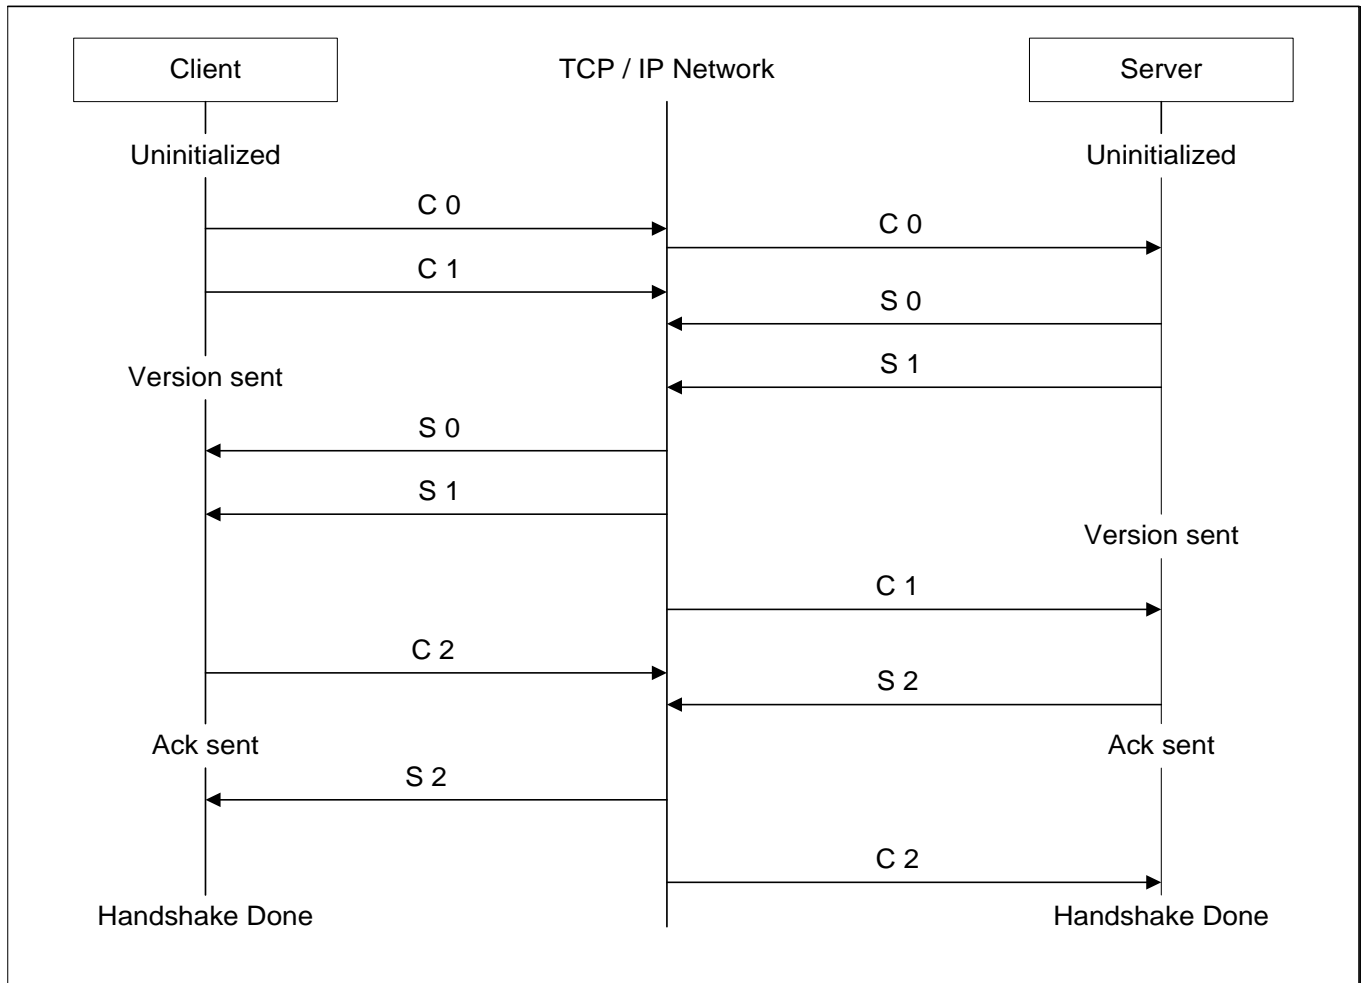 Client
TCP / IP Network
Server
Uninitialized
Uninitialized
C 0
C 0
C 1
S 0
S 1
Version sent
S 0
S 1
Version sent
C 1
C 2
S 2
Ack sent
Ack sent
S 2
C 2
Handshake Done
Handshake Done